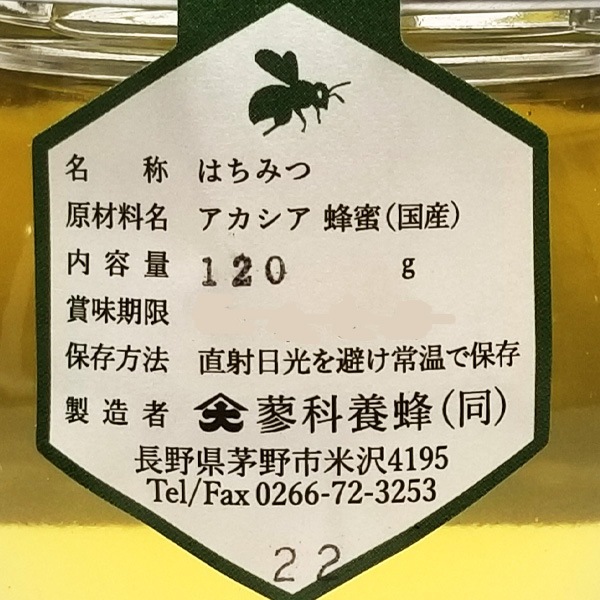 名 称 はちみつ
原材料名 アカシア 蜂蜜(国産)
内容量 120 g
賞味期限
保存方法 直射日光を避け常温で保存
製造者 蓼科養蜂(同)
長野県茅野市米沢4195
Tel/Fax 0266-72-3253
22